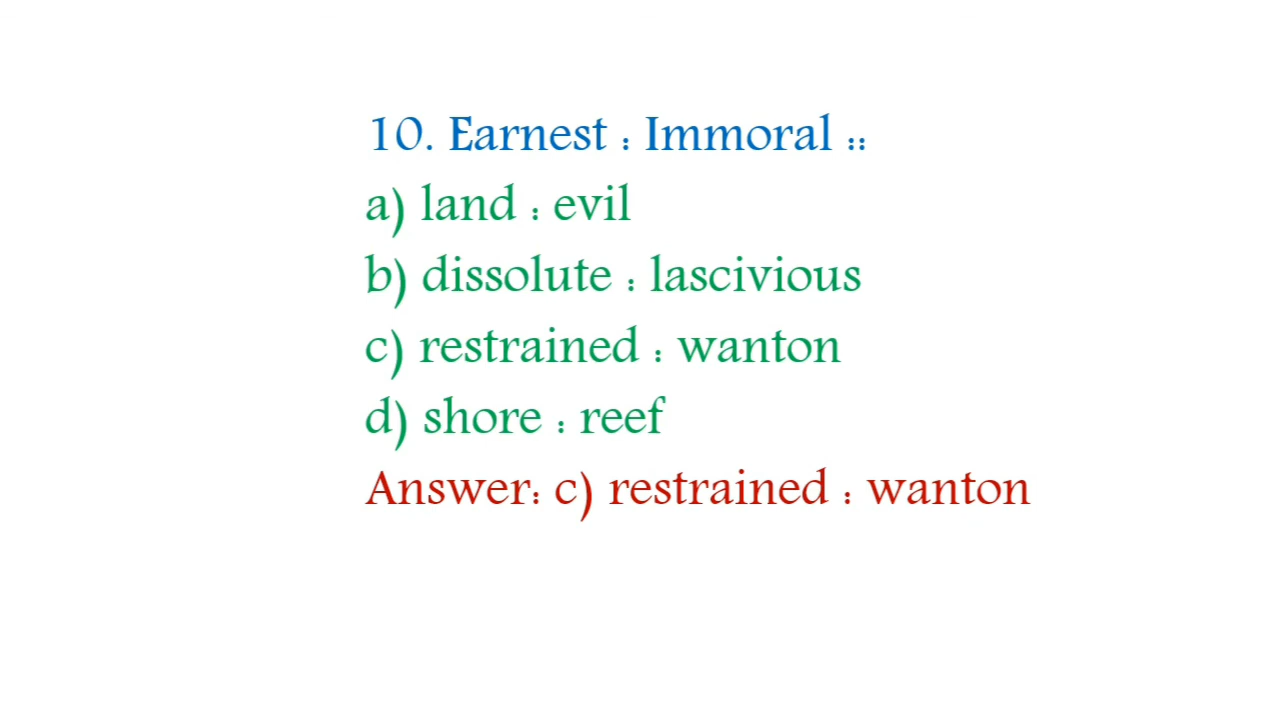 10. Earnest : Immoral ::
a) land : evil
b) dissolute : lascivious
c) restrained : wanton
d) shore : reef
Answer: c) restrained : wanton